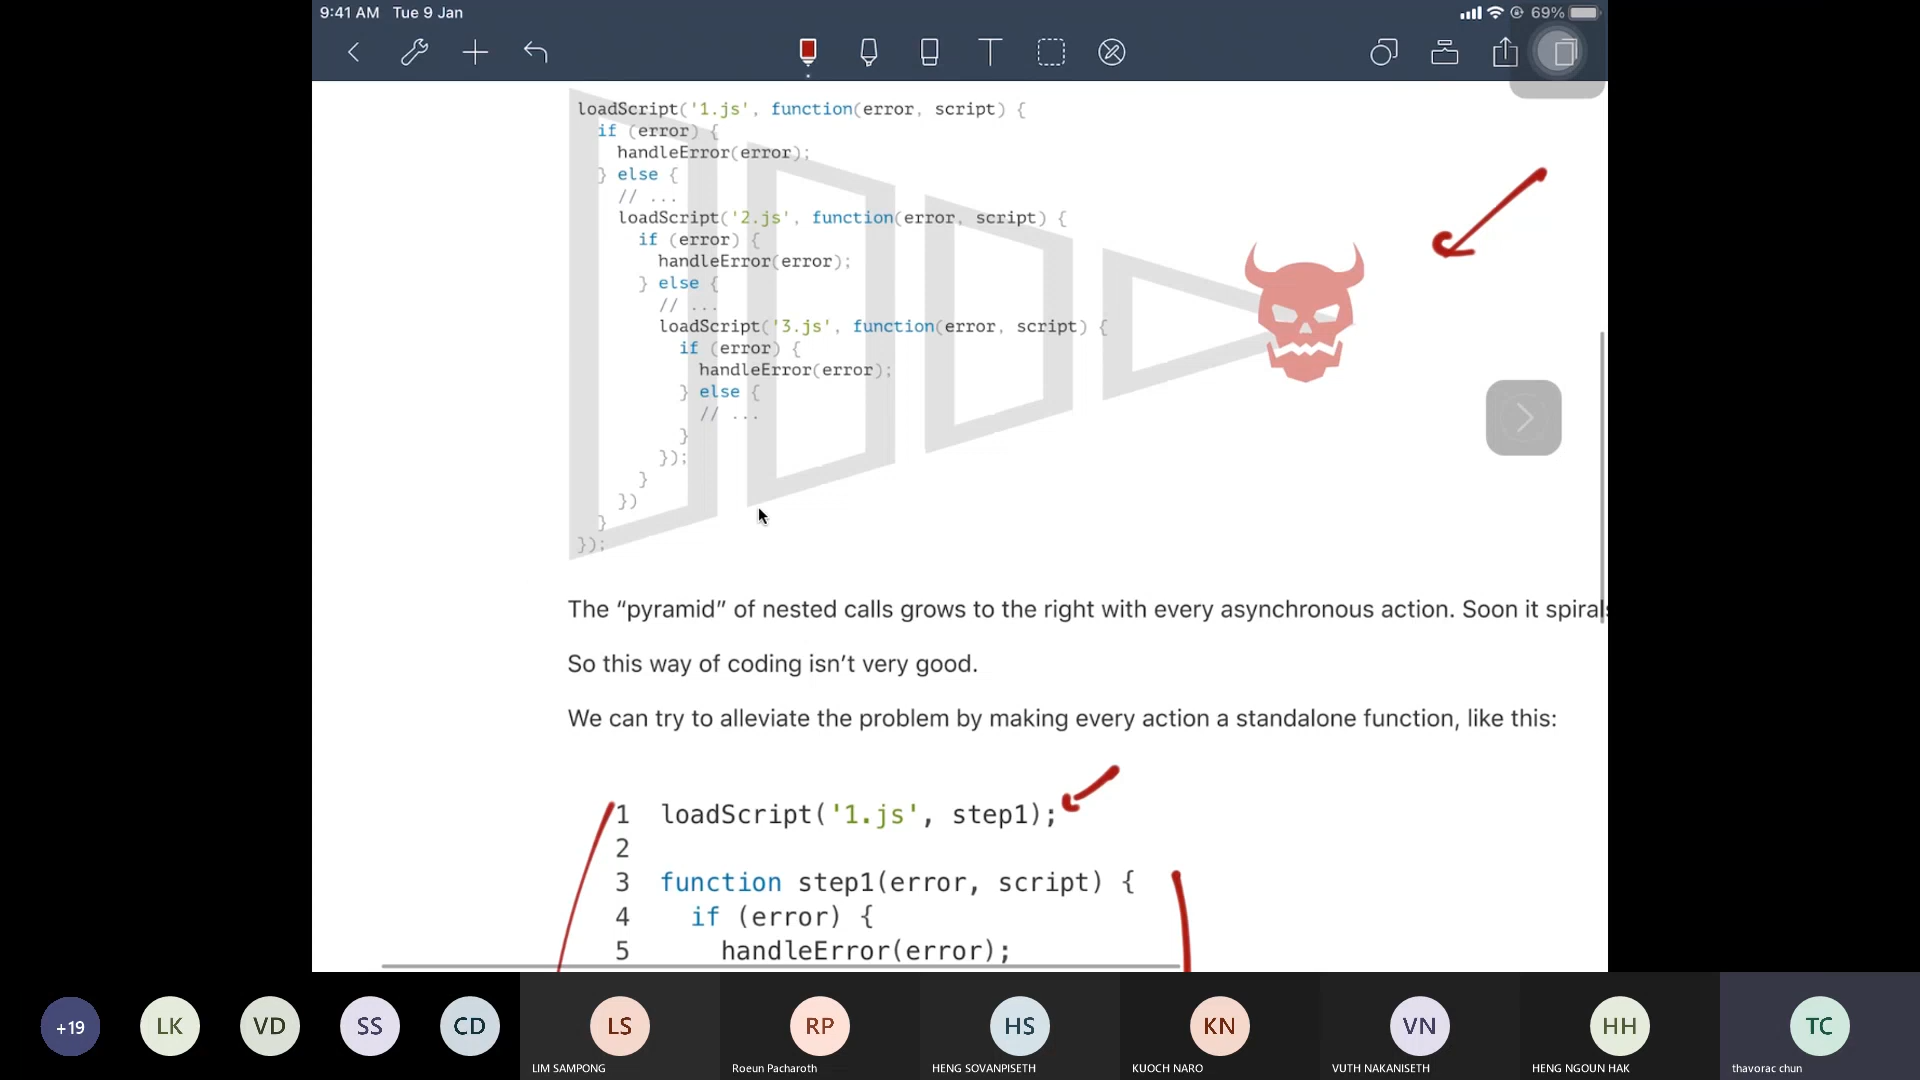 9:41 AM Tue 9 Jan
69%
loadScript('1.js', function(error, script) {
if (error) {
handleError(error);
} else {
// ...
loadScript('2.js', function(error, script) {
if (error) {
handleError(error);
} else {
// ...
loadScript('3.js', function(error, script) {
if (error) {
handleError(error);
} else {
// ...
}
});
}
})
}
});
The “pyramid” of nested calls grows to the right with every asynchronous action. Soon it spirals
So this way of coding isn’t very good.
We can try to alleviate the problem by making every action a standalone function, like this:
1 loadScript('1.js', step1);
2
3 function step1(error, script) {
4 if (error) {
5 handleError(error);
+19 LK VD SS CD LS RP HS KN VN HH TC
LIM SAMPONG Roeun Pacharoth HENG SOVANPISETH KUOCH NARO VUTH NAKANISETH HENG NGOUN HAK thavorac chun